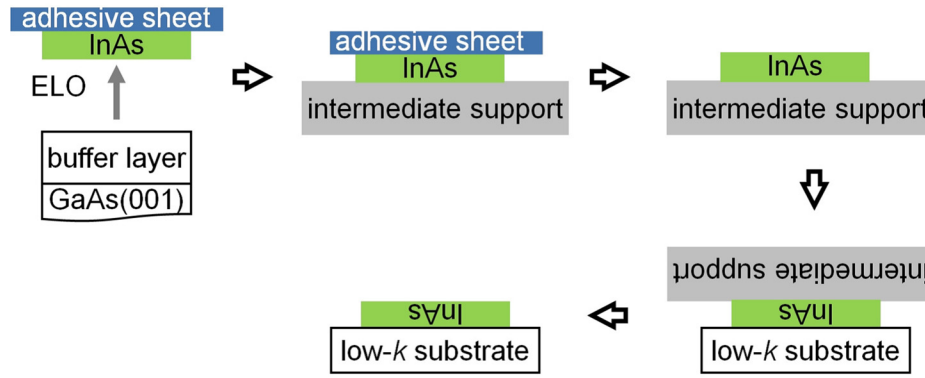 adhesive sheet
InAs
ELO
buffer layer
GaAs(001)
adhesive sheet
InAs
intermediate support
InAs
intermediate support
intermediate support
InAs
low-k substrate
InAs
low-k substrate